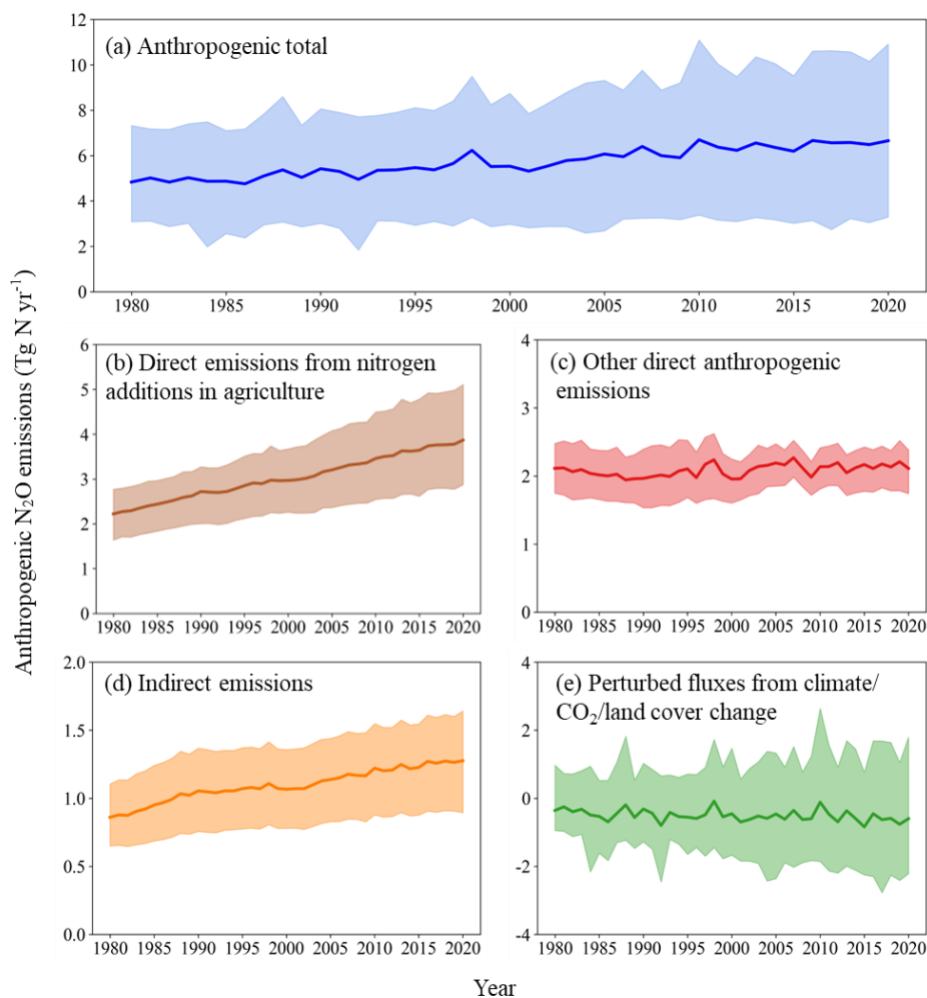 Anthropogenic N₂O emissions (Tg N yr⁻¹)
(a) Anthropogenic total
12
10
8
6
4
2
0
1980 1985 1990 1995 2000 2005 2010 2015 2020
(b) Direct emissions from nitrogen
additions in agriculture
6
5
4
3
2
1
0
1980 1985 1990 1995 2000 2005 2010 2015 2020
(c) Other direct anthropogenic
emissions
4
3
2
1
0
1980 1985 1990 1995 2000 2005 2010 2015 2020
(d) Indirect emissions
2.0
1.5
1.0
0.5
0.0
1980 1985 1990 1995 2000 2005 2010 2015 2020
(e) Perturbed fluxes from climate/
CO₂/land cover change
4
2
0
-2
-4
1980 1985 1990 1995 2000 2005 2010 2015 2020
Year